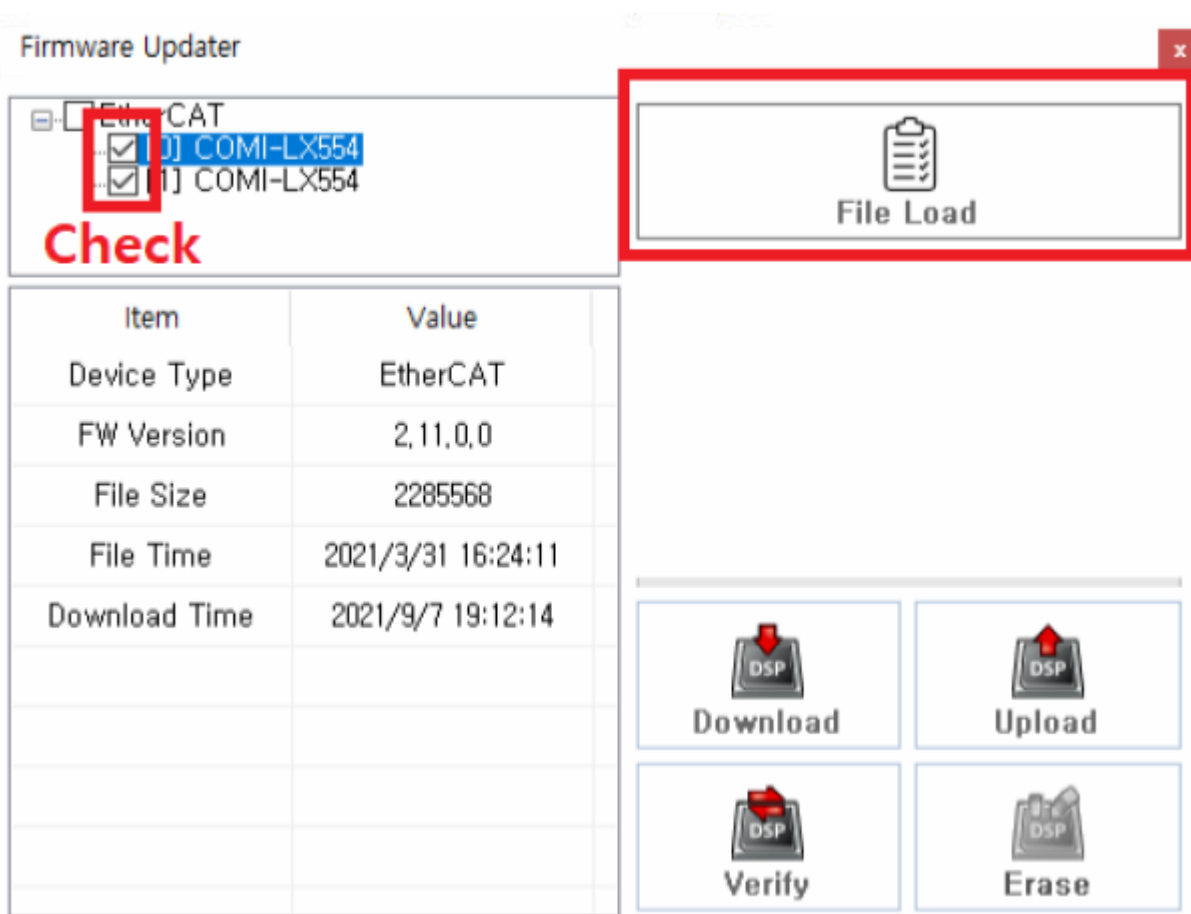 Firmware Updater
x
EtherCAT
[0] COMI-LX554
[1] COMI-LX554
Check
File Load
Item Value
Device Type EtherCAT
FW Version 2,11,0,0
File Size 2285568
File Time 2021/3/31 16:24:11
Download Time 2021/9/7 19:12:14
DSP
Download
DSP
Upload
DSP
Verify
DSP
Erase